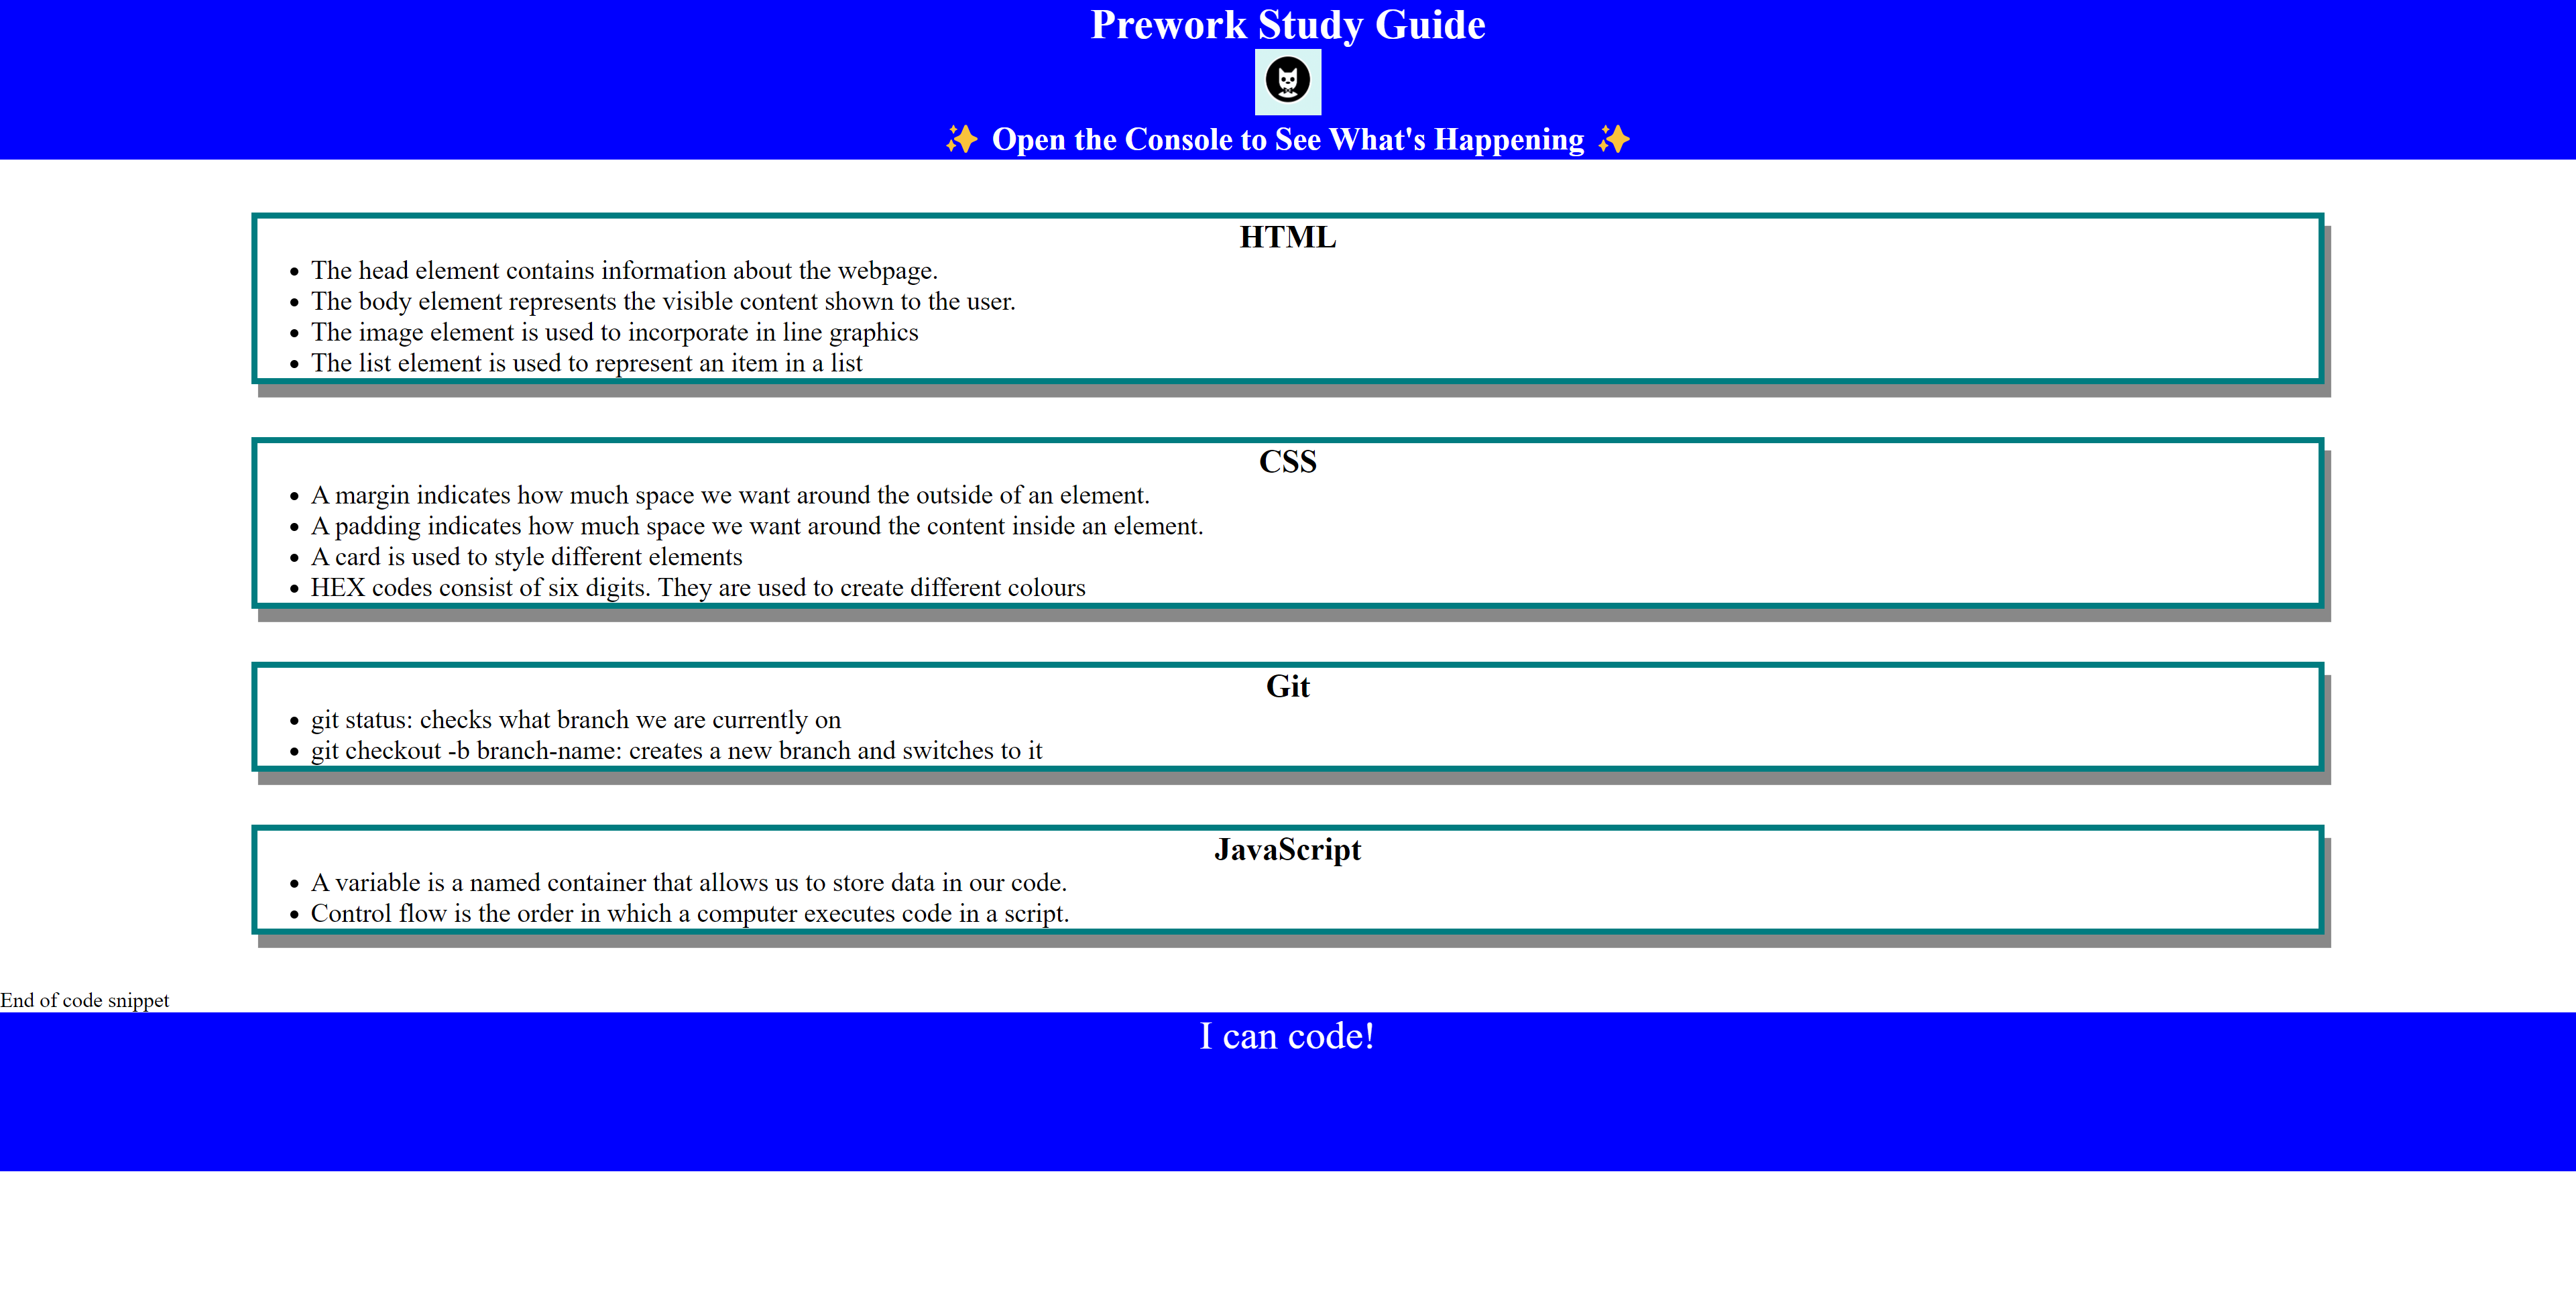 Prework Study Guide
✨ Open the Console to See What's Happening ✨
HTML
• The head element contains information about the webpage.
• The body element represents the visible content shown to the user.
• The image element is used to incorporate in line graphics
• The list element is used to represent an item in a list
CSS
• A margin indicates how much space we want around the outside of an element.
• A padding indicates how much space we want around the content inside an element.
• A card is used to style different elements
• HEX codes consist of six digits. They are used to create different colours
Git
• git status: checks what branch we are currently on
• git checkout -b branch-name: creates a new branch and switches to it
JavaScript
• A variable is a named container that allows us to store data in our code.
• Control flow is the order in which a computer executes code in a script.
End of code snippet
I can code!